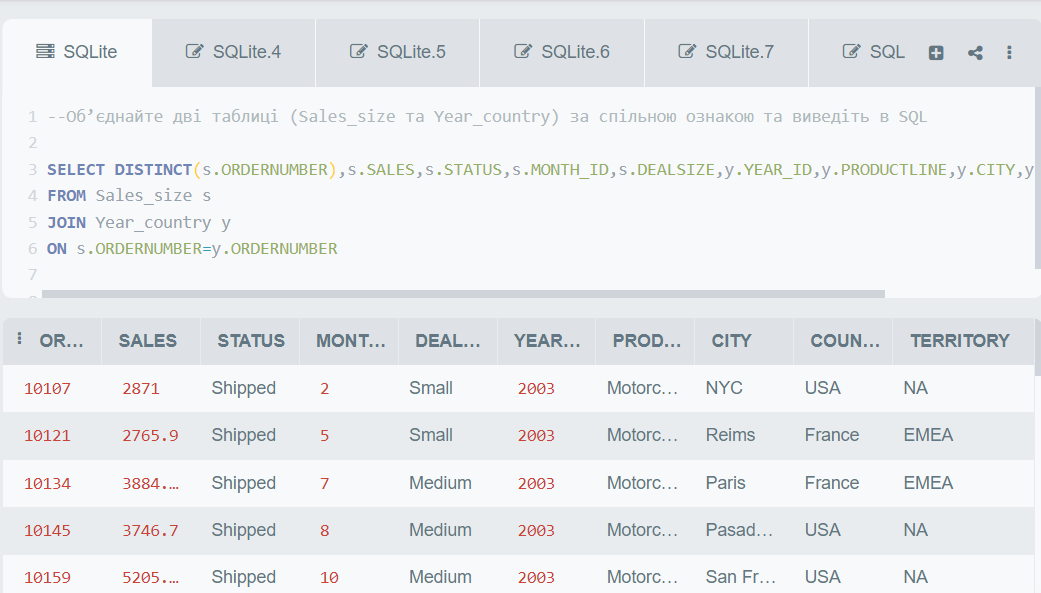 SQLite SQLite.4 SQLite.5 SQLite.6 SQLite.7 SQL
1 --Об’єднайте дві таблиці (Sales_size та Year_country) за спільною ознакою та виведіть в SQL
2
3 SELECT DISTINCT(s.ORDERNUMBER),s.SALES,s.STATUS,s.MONTH_ID,s.DEALSIZE,y.YEAR_ID,y.PRODUCTLINE,y.CITY,y
4 FROM Sales_size s
5 JOIN Year_country y
6 ON s.ORDERNUMBER=y.ORDERNUMBER
7
OR... SALES STATUS MONT... DEAL... YEAR... PROD... CITY COUN... TERRITORY
10107 2871 Shipped 2 Small 2003 Motorc... NYC USA NA
10121 2765.9 Shipped 5 Small 2003 Motorc... Reims France EMEA
10134 3884.... Shipped 7 Medium 2003 Motorc... Paris France EMEA
10145 3746.7 Shipped 8 Medium 2003 Motorc... Pasad... USA NA
10159 5205.... Shipped 10 Medium 2003 Motorc... San Fr... USA NA